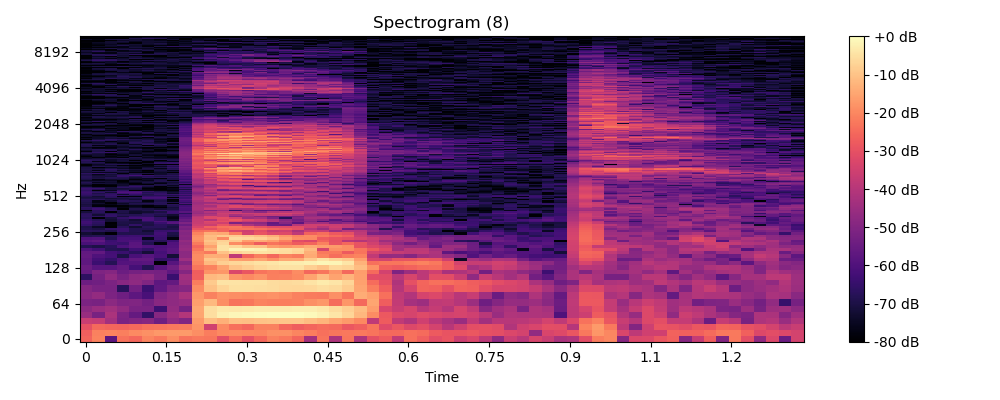 Spectrogram (8)
8192
4096
2048
1024
512
256
128
64
0
Hz
0 0.15 0.3 0.45 0.6 0.75 0.9 1.1 1.2
Time
+0 dB
-10 dB
-20 dB
-30 dB
-40 dB
-50 dB
-60 dB
-70 dB
-80 dB